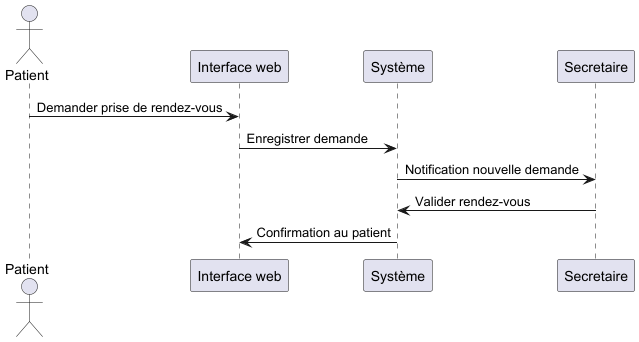 Patient
Interface web
Système
Secretaire
Demander prise de rendez-vous
Enregistrer demande
Notification nouvelle demande
Valider rendez-vous
Confirmation au patient
Patient
Interface web
Système
Secretaire